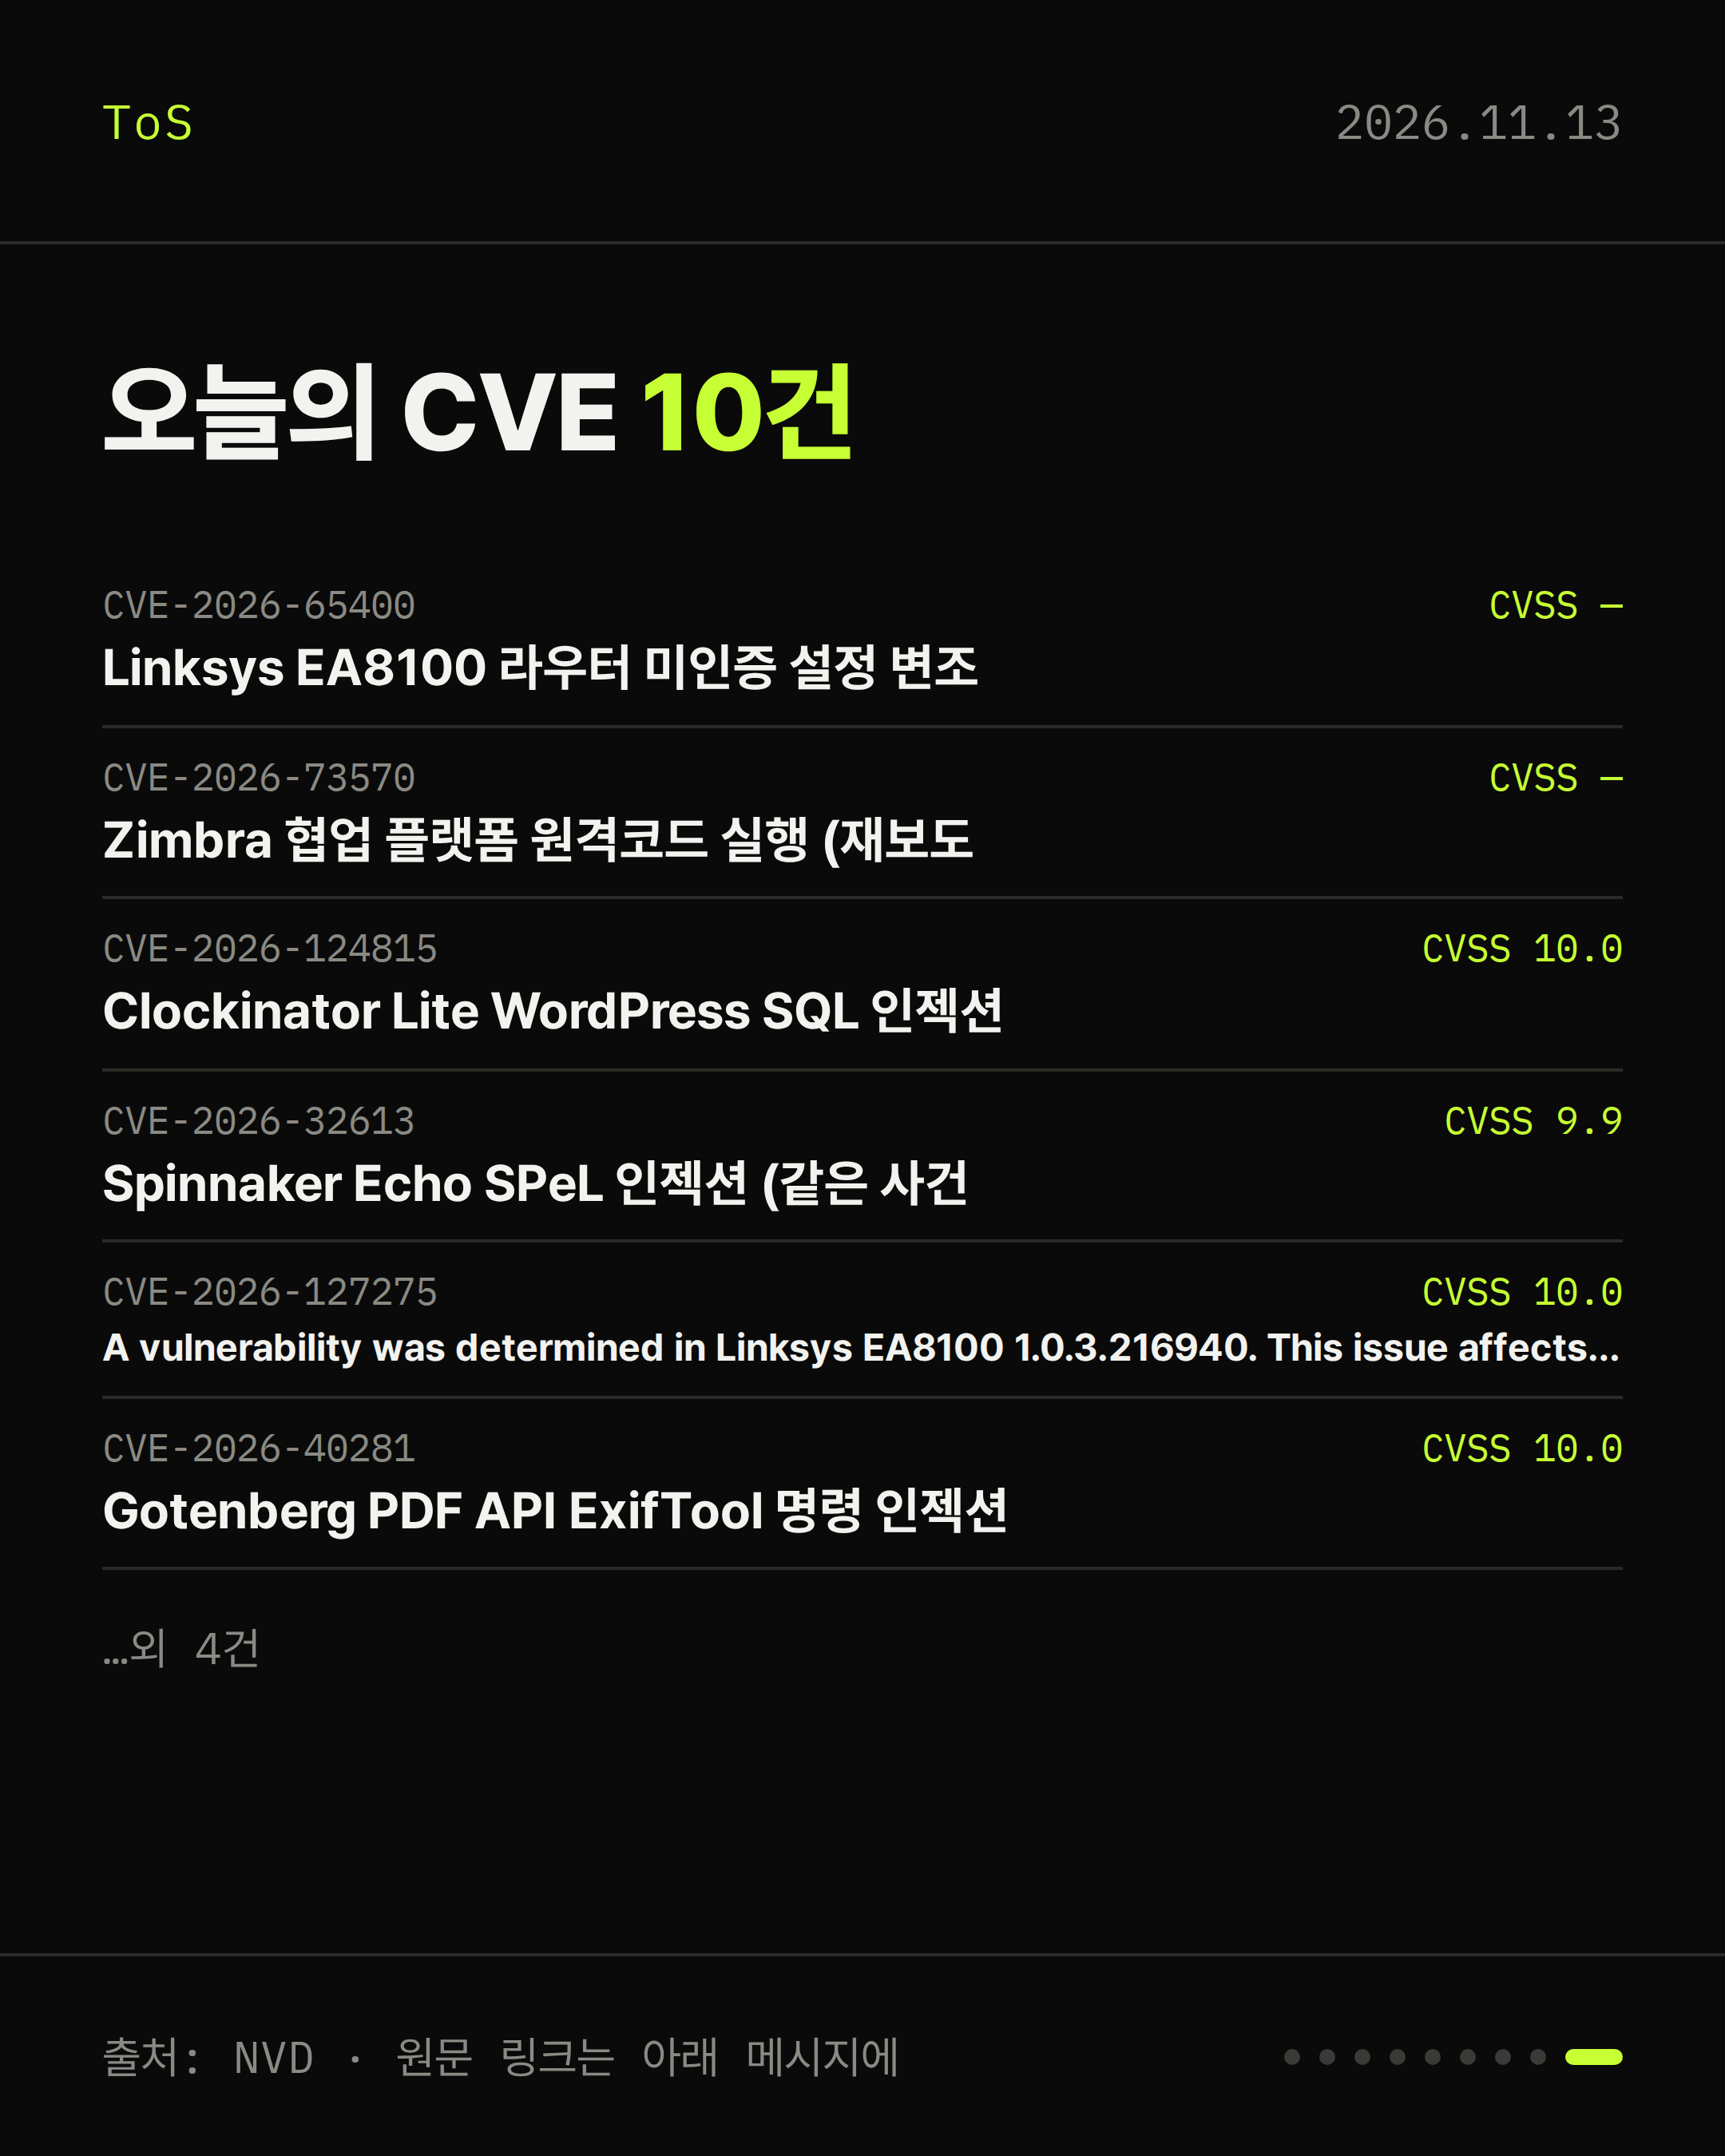 ToS
2026.11.13
오늘의 CVE 10건
CVE-2026-65400
CVSS —
Linksys EA8100 라우터 미인증 설정 변조
CVE-2026-73570
CVSS —
Zimbra 협업 플랫폼 원격코드 실행 (재보도
CVE-2026-124815
CVSS 10.0
Clockinator Lite WordPress SQL 인젝션
CVE-2026-32613
CVSS 9.9
Spinnaker Echo SPeL 인젝션 (같은 사건
CVE-2026-127275
CVSS 10.0
A vulnerability was determined in Linksys EA8100 1.0.3.216940. This issue affects...
CVE-2026-40281
CVSS 10.0
Gotenberg PDF API ExifTool 명령 인젝션
…외 4건
출처: NVD · 원문 링크는 아래 메시지에